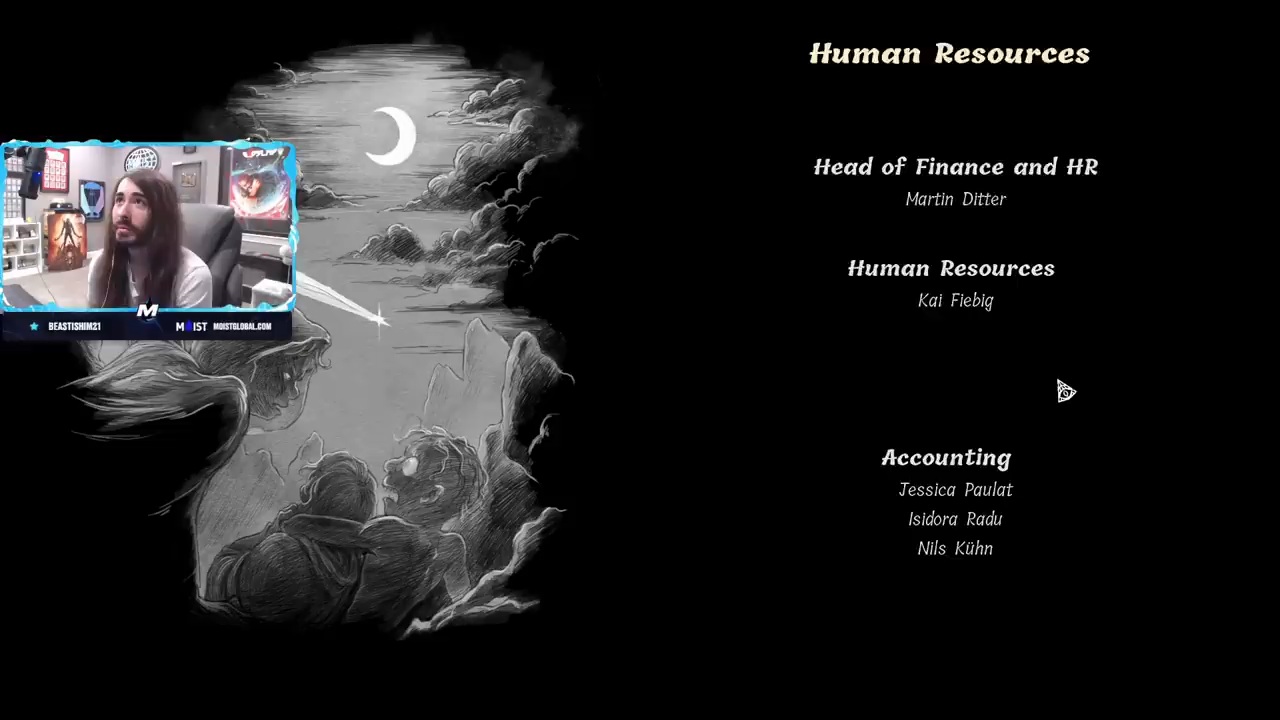 Human Resources
Head of Finance and HR
Martin Ditter
Human Resources
Kai Fiebig
Accounting
Jessica Paulat
Isidora Radu
Nils Kühn
M
BEASTISHIM21
MOIST
MOISTGLOBAL.COM